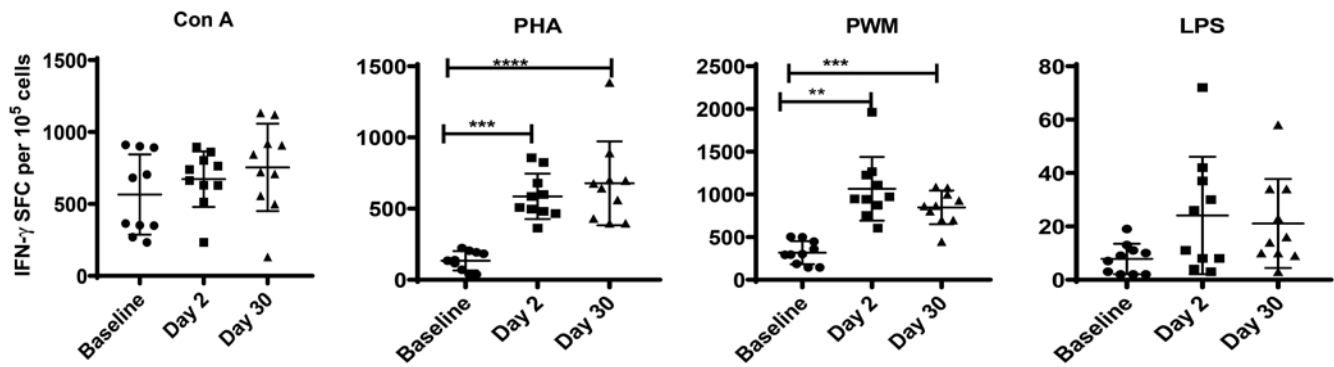 Con A
IFN-γ SFC per 10⁵ cells
1500
1000
500
0
Baseline
Day 2
Day 30
PHA
1500
1000
500
0
****
***
Baseline
Day 2
Day 30
PWM
2500
2000
1500
1000
500
0
***
**
Baseline
Day 2
Day 30
LPS
80
60
40
20
0
Baseline
Day 2
Day 30